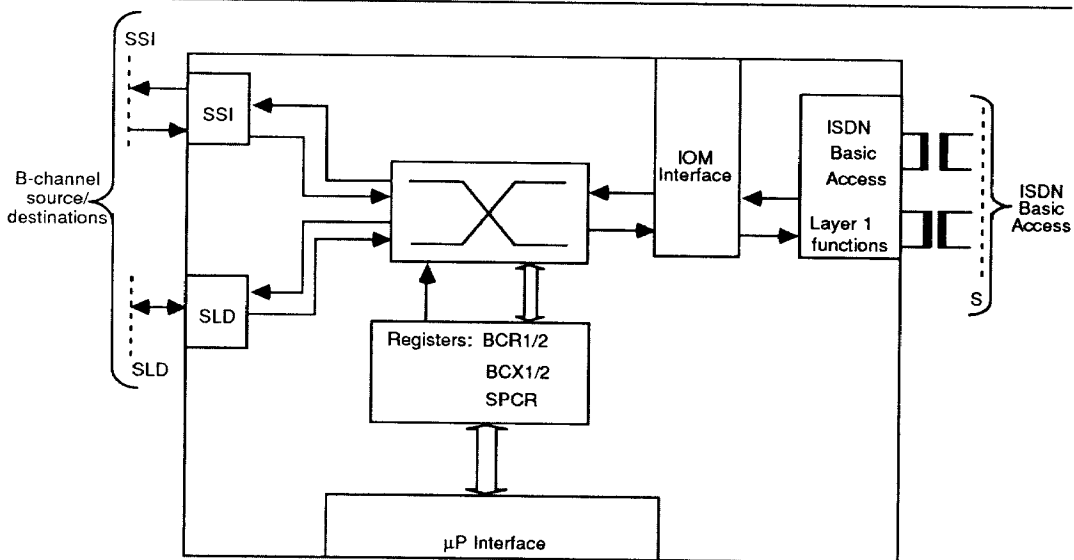 SSI
SSI
B-channel
source/
destinations
SLD
SLD
Registers: BCR1/2
BCX1/2
SPCR
µP Interface
IOM
Interface
ISDN
Basic
Access
Layer 1
functions
S
ISDN
Basic
Access